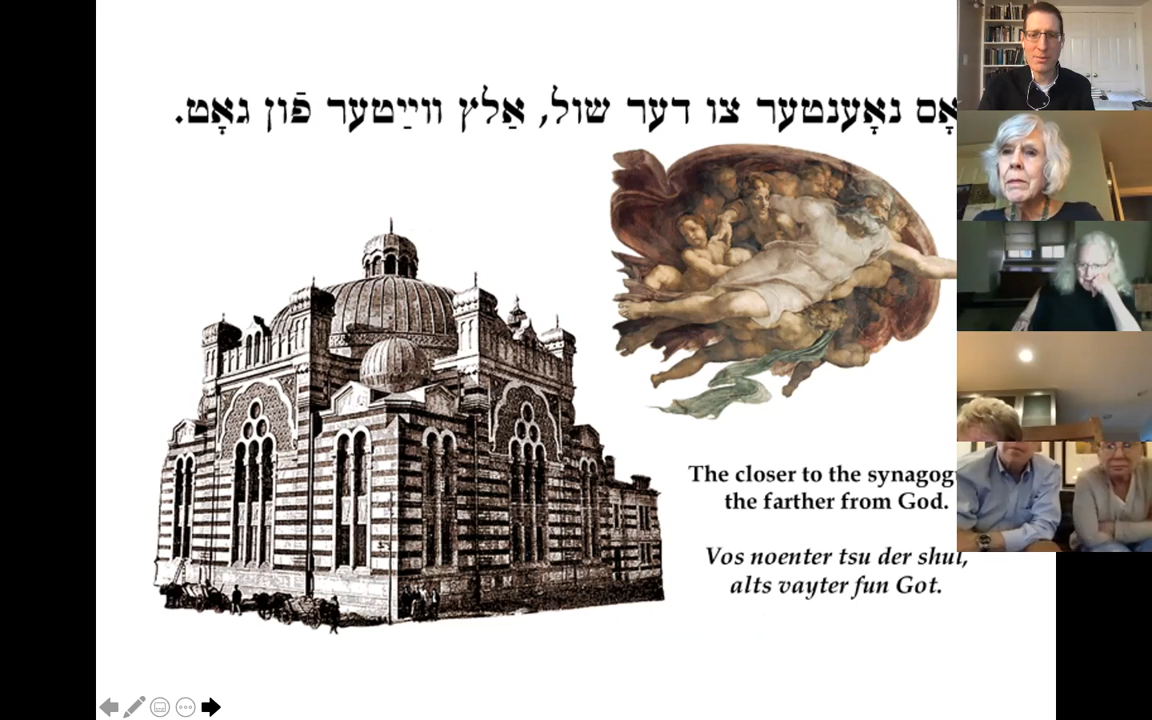 נאָענטער צו דער שול, אַלץ ווײַטער פֿון גאָט.
The closer to the
the farther from God.
Vos noenter tsu der shul,
alts vayter fun Got.